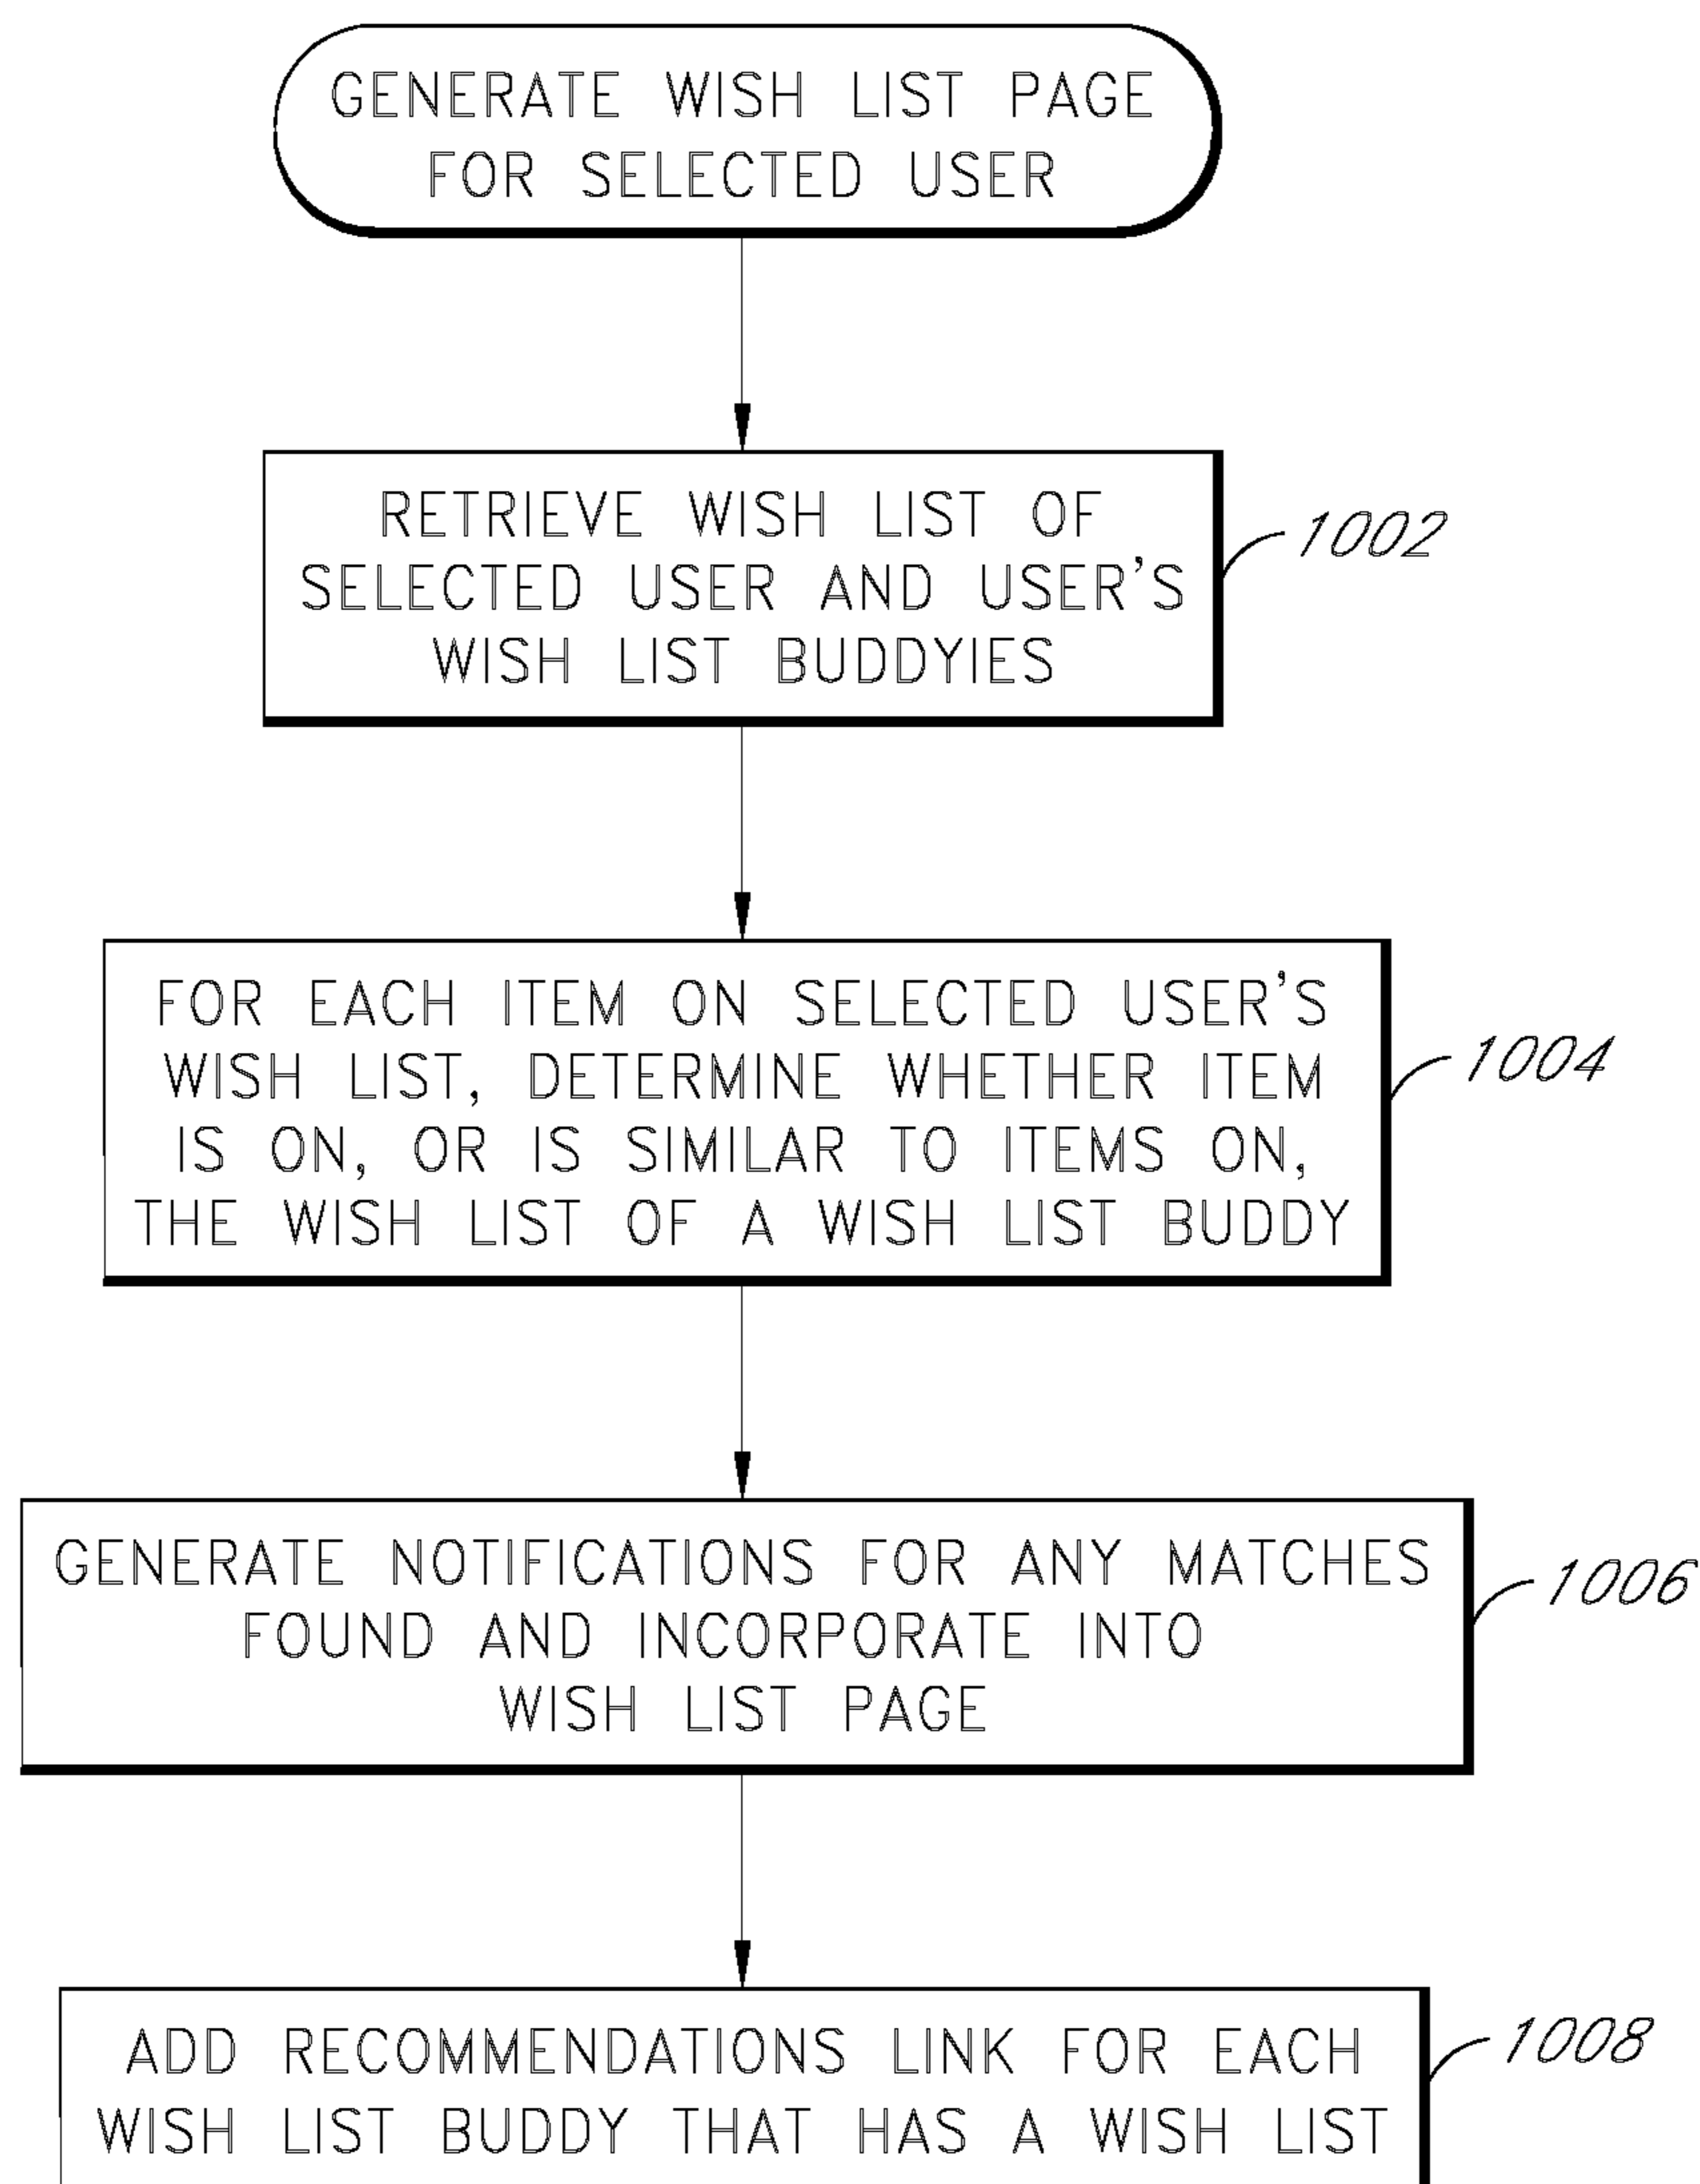 GENERATE WISH LIST PAGE
FOR SELECTED USER
RETRIEVE WISH LIST OF
SELECTED USER AND USER'S
WISH LIST BUDDYIES
1002
FOR EACH ITEM ON SELECTED USER'S
WISH LIST, DETERMINE WHETHER ITEM
IS ON, OR IS SIMILAR TO ITEMS ON,
THE WISH LIST OF A WISH LIST BUDDY
1004
GENERATE NOTIFICATIONS FOR ANY MATCHES
FOUND AND INCORPORATE INTO
WISH LIST PAGE
1006
ADD RECOMMENDATIONS LINK FOR EACH
WISH LIST BUDDY THAT HAS A WISH LIST
1008